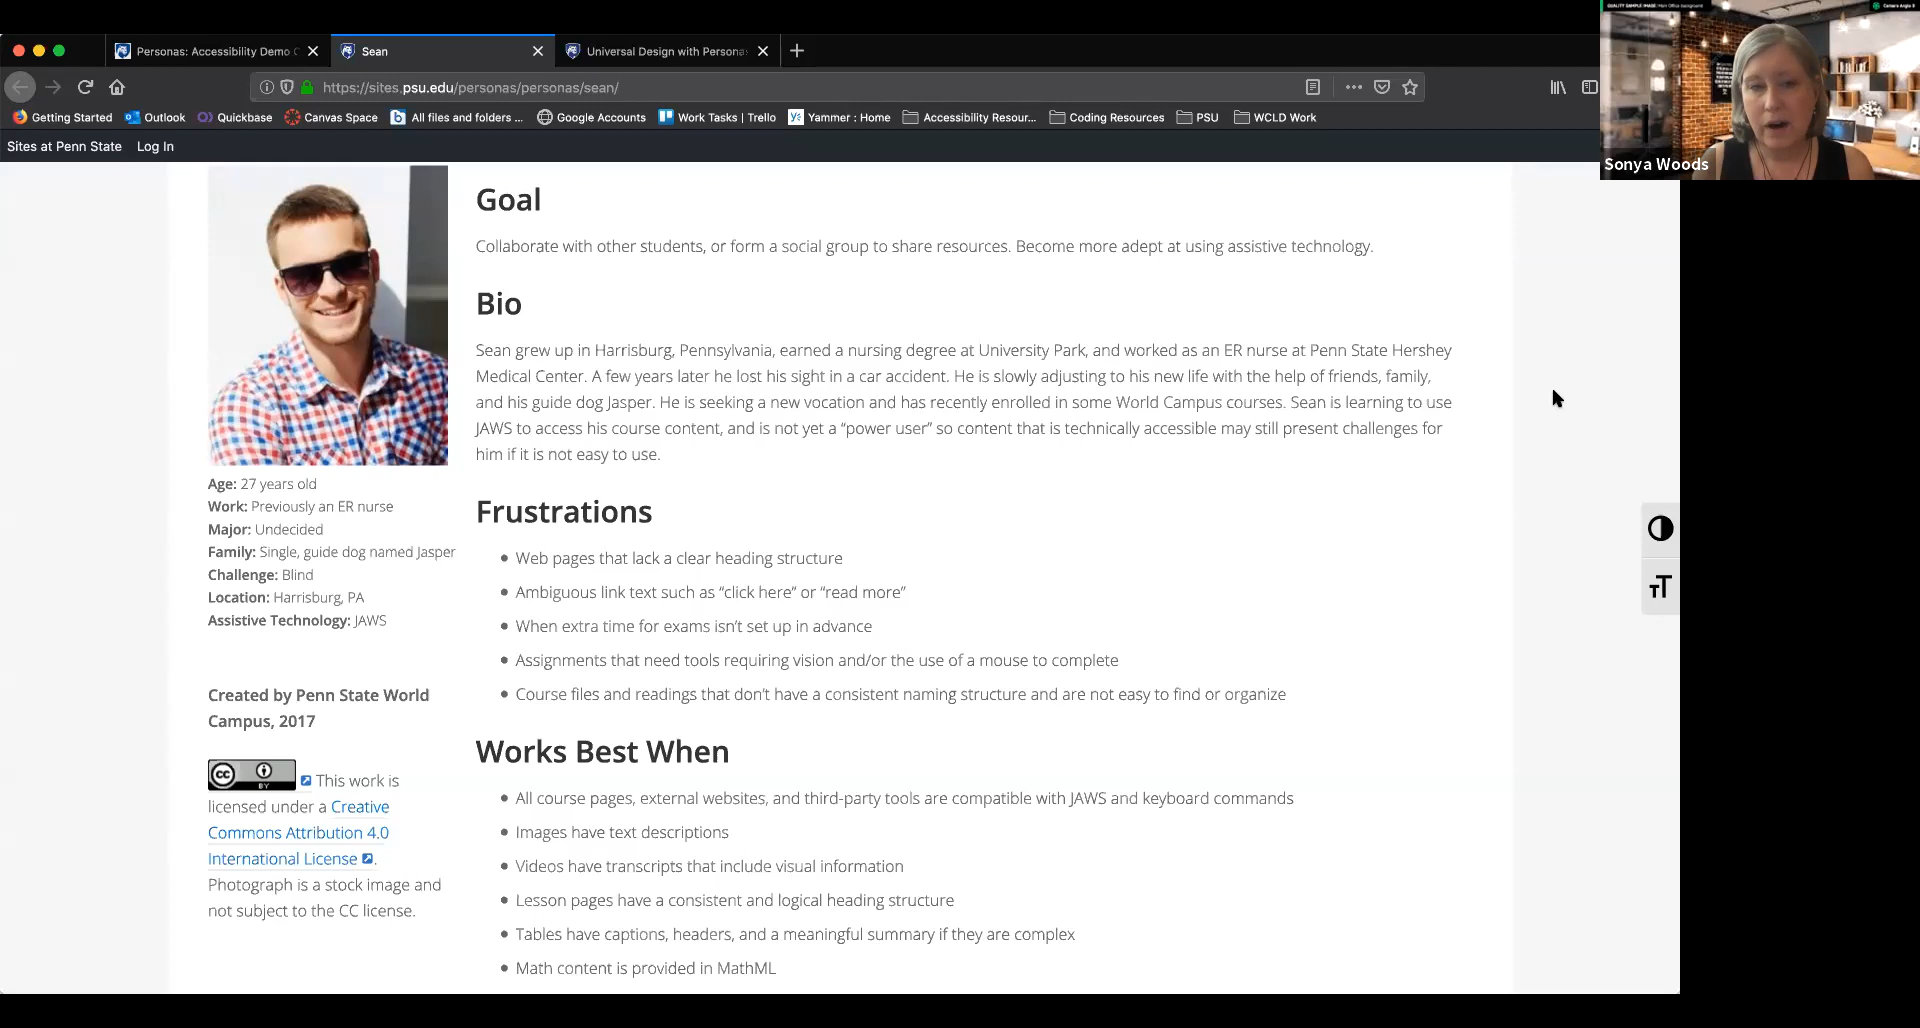 Personas: Accessibility Demo
Sean
Universal Design with Persona
https://sites.psu.edu/personas/personas/sean/
Getting Started
Outlook
Quickbase
Canvas Space
All files and folders ...
Google Accounts
Work Tasks | Trello
Yammer : Home
Accessibility Resour...
Coding Resources
PSU
WCLD Work
Sites at Penn State
Log In
Sonya Woods
Goal
Collaborate with other students, or form a social group to share resources. Become more adept at using assistive technology.
Bio
Sean grew up in Harrisburg, Pennsylvania, earned a nursing degree at University Park, and worked as an ER nurse at Penn State Hershey
Medical Center. A few years later he lost his sight in a car accident. He is slowly adjusting to his new life with the help of friends, family,
and his guide dog Jasper. He is seeking a new vocation and has recently enrolled in some World Campus courses. Sean is learning to use
JAWS to access his course content, and is not yet a “power user” so content that is technically accessible may still present challenges for
him if it is not easy to use.
Age: 27 years old
Work: Previously an ER nurse
Major: Undecided
Family: Single, guide dog named Jasper
Challenge: Blind
Location: Harrisburg, PA
Assistive Technology: JAWS
Frustrations
Web pages that lack a clear heading structure
Ambiguous link text such as “click here” or “read more”
When extra time for exams isn’t set up in advance
Assignments that need tools requiring vision and/or the use of a mouse to complete
Course files and readings that don’t have a consistent naming structure and are not easy to find or organize
Created by Penn State World
Campus, 2017
cc BY This work is
licensed under a Creative
Commons Attribution 4.0
International License.
Photograph is a stock image and
not subject to the CC license.
Works Best When
All course pages, external websites, and third-party tools are compatible with JAWS and keyboard commands
Images have text descriptions
Videos have transcripts that include visual information
Lesson pages have a consistent and logical heading structure
Tables have captions, headers, and a meaningful summary if they are complex
Math content is provided in MathML